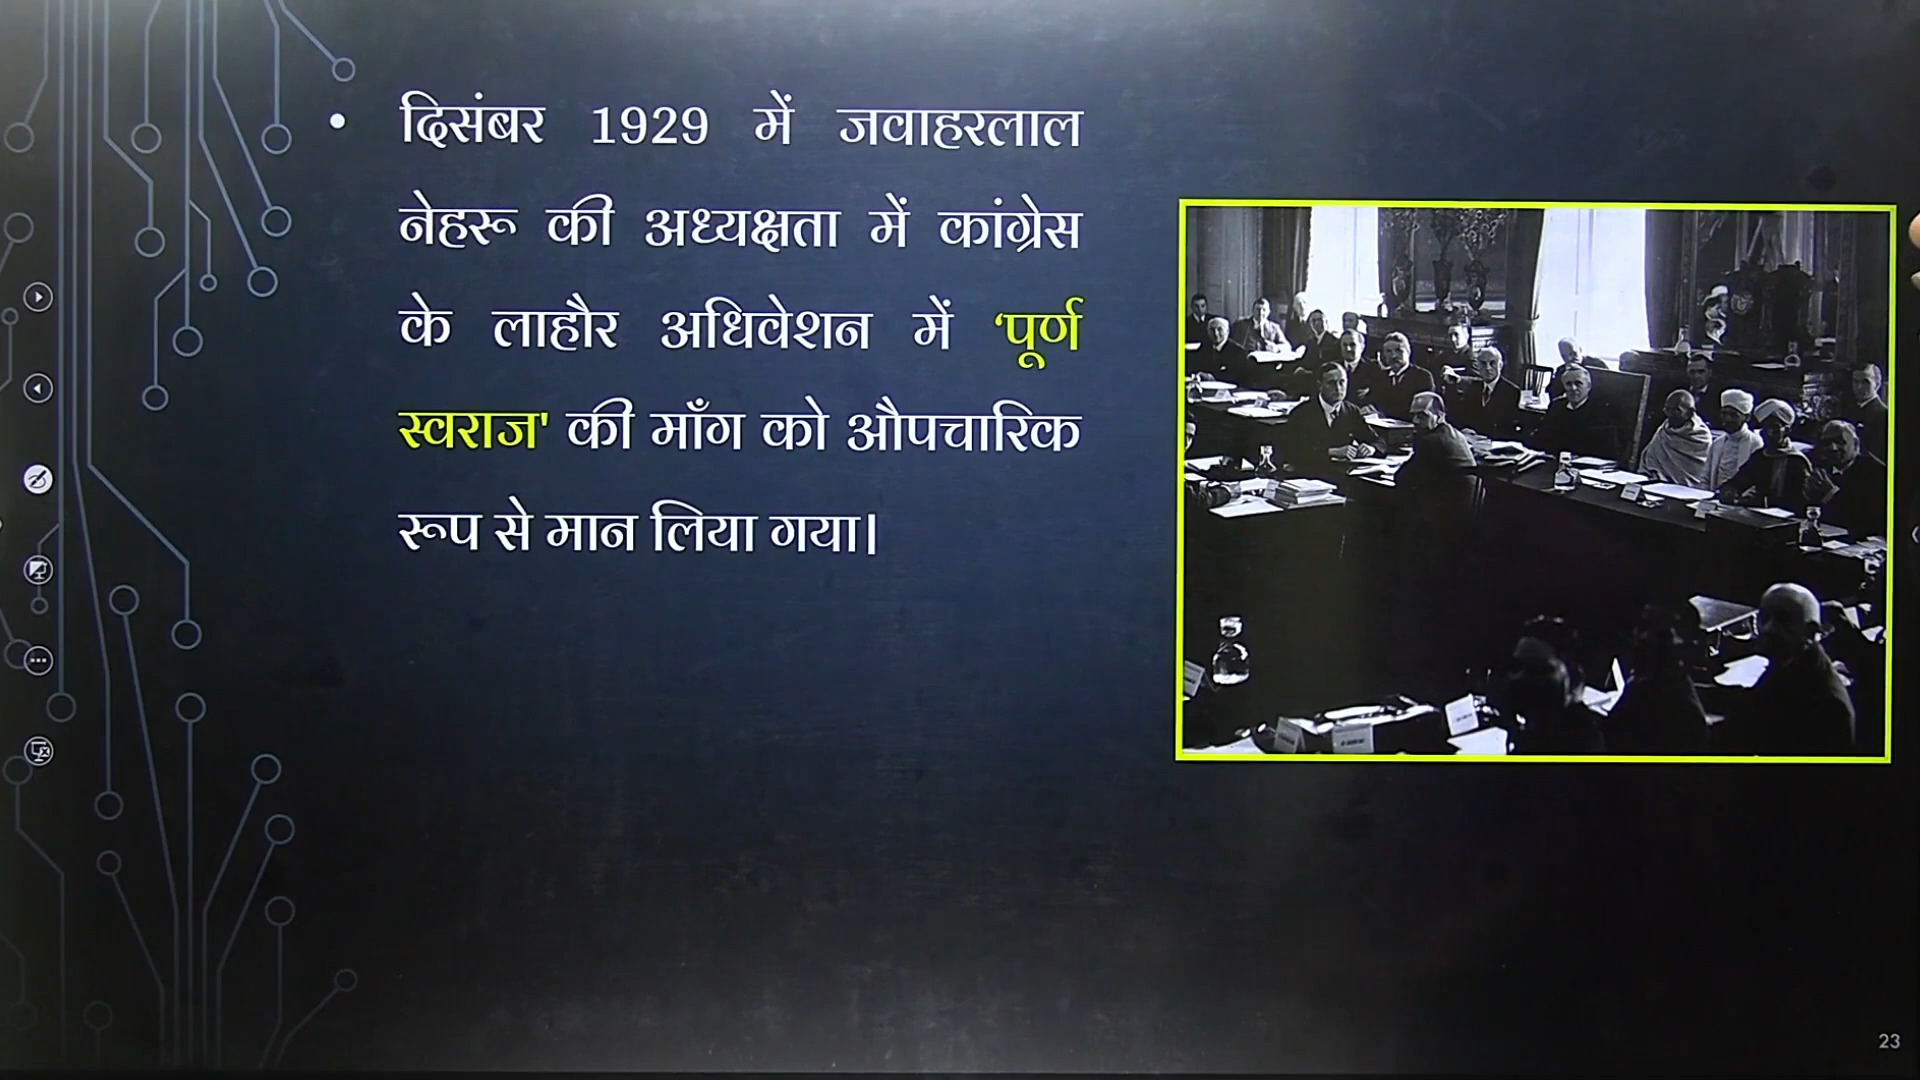 • दिसंबर 1929 में जवाहरलाल
नेहरू की अध्यक्षता में कांग्रेस
के लाहौर अधिवेशन में ‘पूर्ण
स्वराज' की माँग को औपचारिक
रूप से मान लिया गया।
23